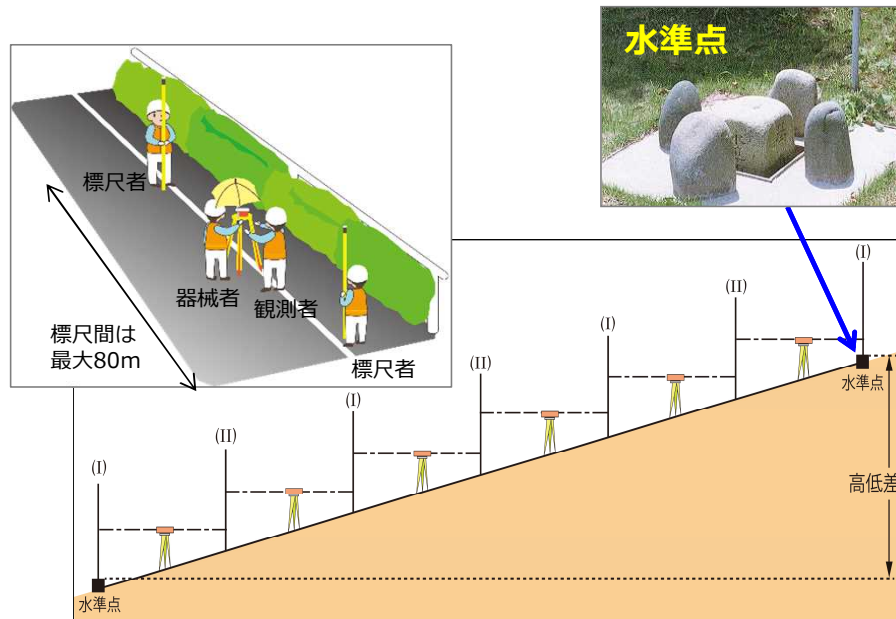 水準点
標尺者
器械者
観測者
標尺者
標尺間は
最大80m
(I)
(II)
(I)
(II)
(I)
(II)
(I)
水準点
水準点
高低差